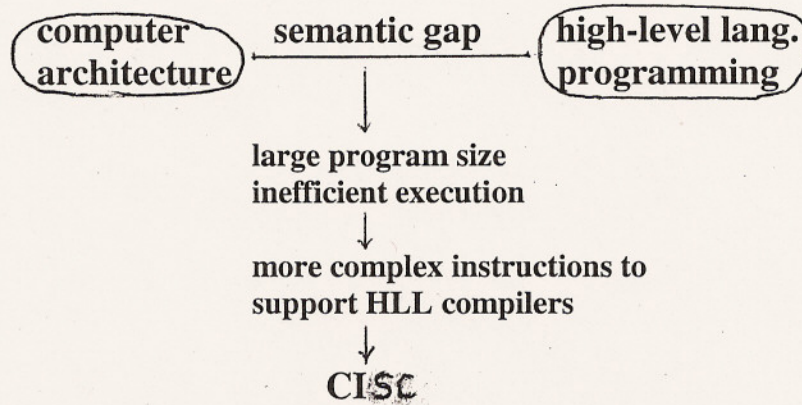 computer
architecture
semantic gap
high-level lang.
programming
large program size
inefficient execution
more complex instructions to
support HLL compilers
CISC